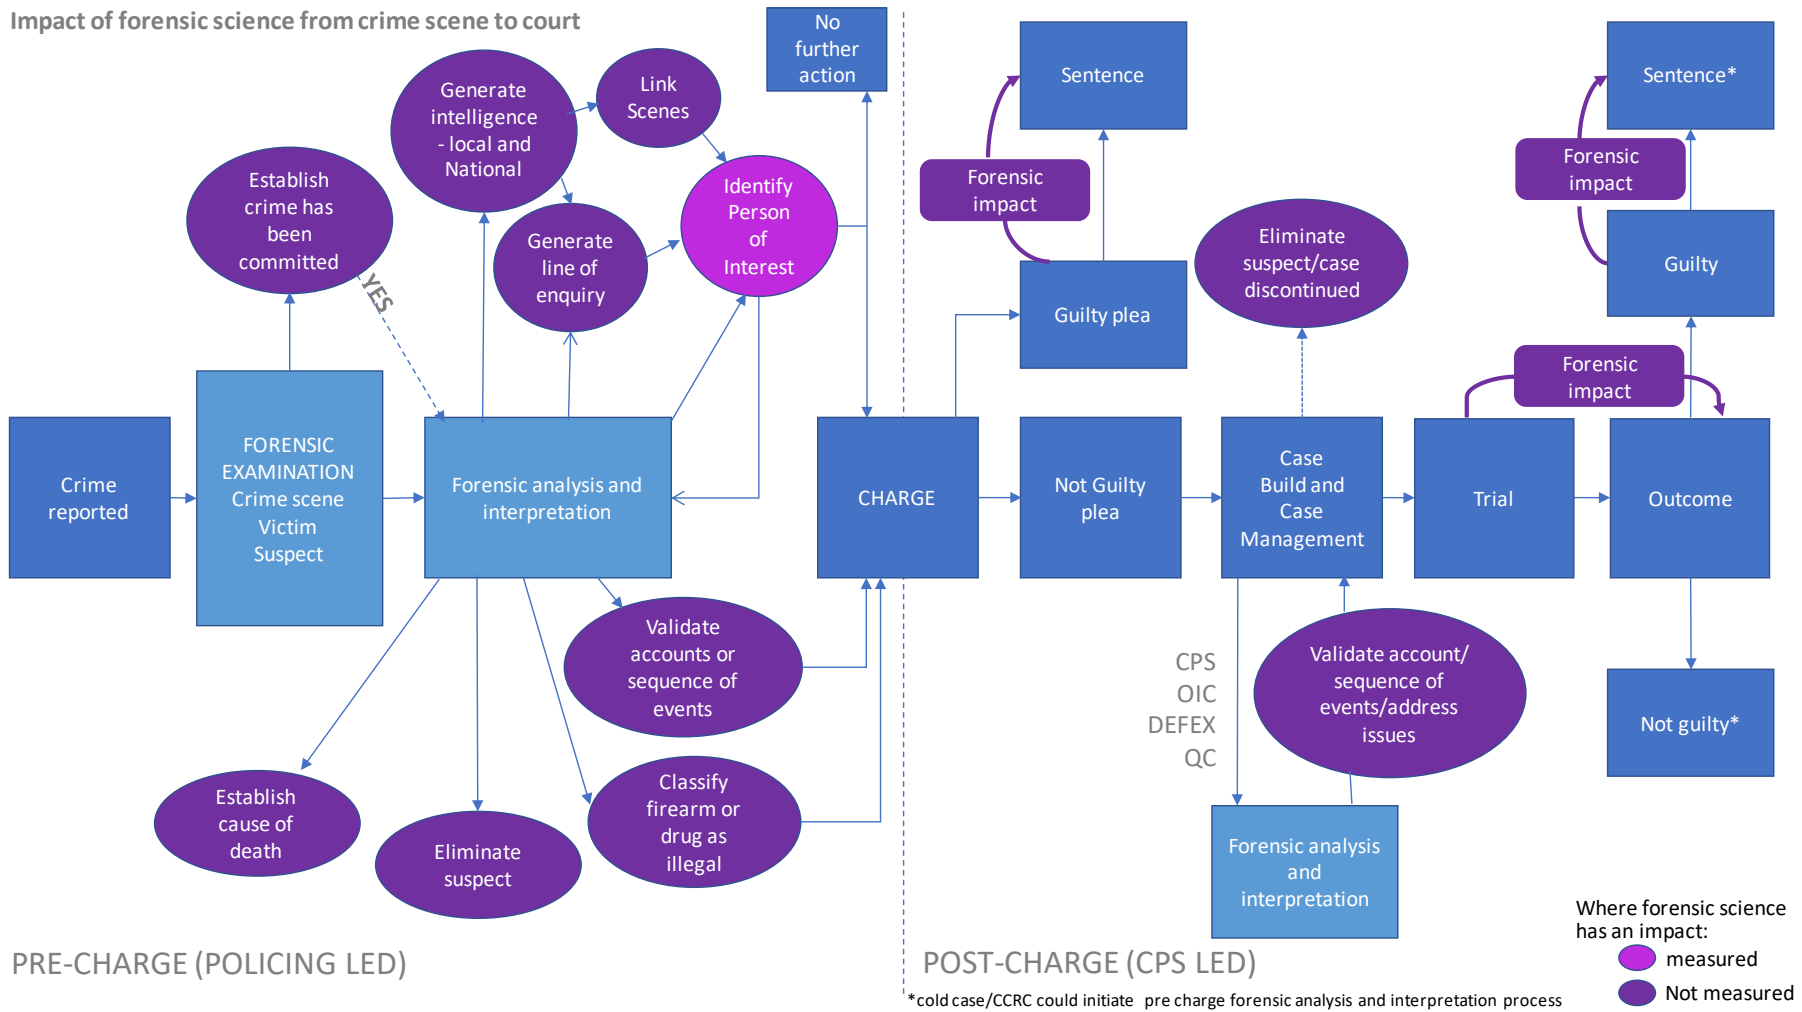 Impact of forensic science from crime scene to court
No
further
action
Generate
intelligence
- local and
National
Link
Scenes
Establish
crime has
been
committed
YES
Identify
Person
of
Interest
Generate
line of
enquiry
Crime
reported
FORENSIC
EXAMINATION
Crime scene
Victim
Suspect
Forensic analysis and
interpretation
Validate
accounts or
sequence of
events
Classify
firearm or
drug as
illegal
Eliminate
suspect
Establish
cause of
death
PRE-CHARGE (POLICING LED)
CHARGE
Sentence
Forensic
impact
Guilty plea
Not Guilty
plea
Eliminate
suspect/case
discontinued
Case
Build and
Case
Management
Trial
Outcome
Forensic
impact
Guilty
Forensic
impact
Sentence*
Not guilty*
CPS
OIC
DEFEX
QC
Validate account/
sequence of
events/address
issues
Forensic analysis
and
interpretation
POST-CHARGE (CPS LED)
*cold case/CCRC could initiate pre charge forensic analysis and interpretation process
Where forensic science
has an impact:
measured
Not measured